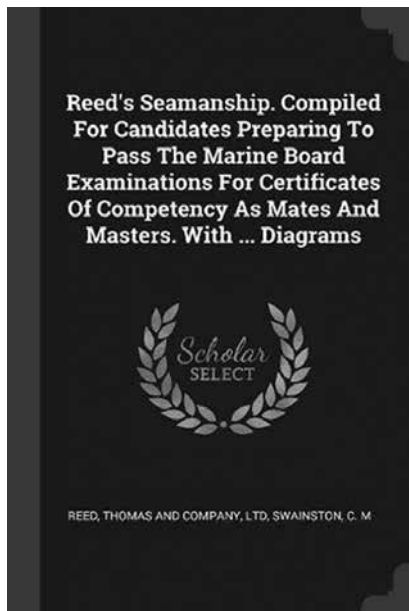 Reed's Seamanship. Compiled
For Candidates Preparing To
Pass The Marine Board
Examinations For Certificates
Of Competency As Mates And
Masters. With ... Diagrams
Scholar
SELECT
REED, THOMAS AND COMPANY, LTD, SWAINSTON, C. M